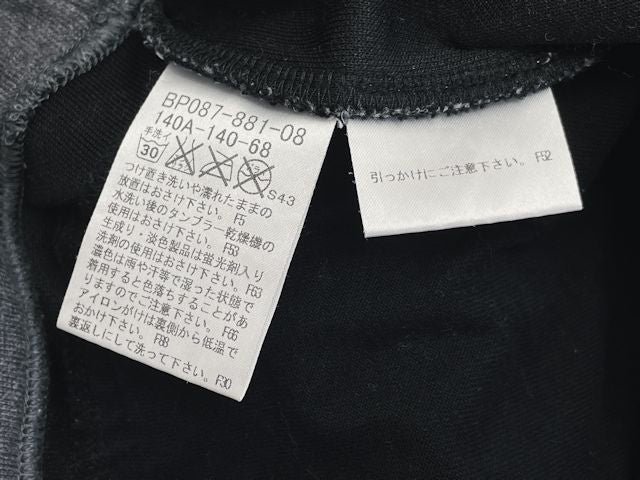 BP087-881-08
140A-140-68
手洗イ
30
S43
つけ置き洗いや濡れたままの
放置はおさけ下さい。F5
水洗い後のタンブラー乾燥機の
使用はおさけ下さい。F53
生成り・淡色製品は蛍光剤入り
洗剤の使用はおさけ下さい。F63
濃色は雨や汗等で湿った状態で
着用すると色落ちすることがあ
りますのでご注意下さい。F66
アイロンがけは裏側から低温で
おかけ下さい。F89
裏返しにして洗って下さい。F30
引っかけにご注意下さい。F52